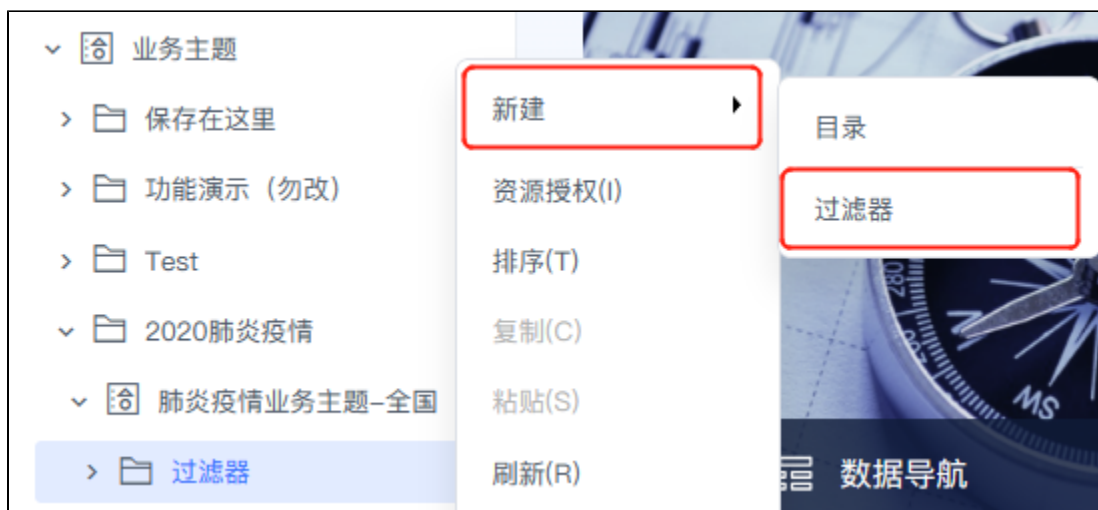 业务主题
保存在这里
功能演示（勿改）
Test
2020肺炎疫情
肺炎疫情业务主题-全国
过滤器
新建
资源授权(I)
排序(T)
复制(C)
粘贴(S)
刷新(R)
目录
过滤器
280
SW
数据导航